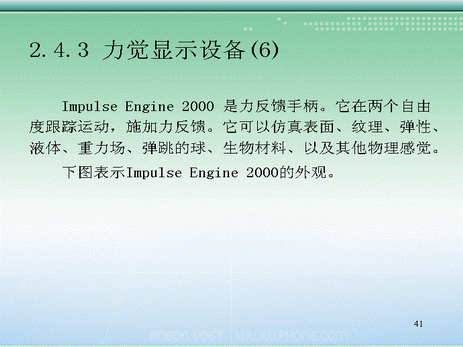 2.4.3 力觉显示设备(6)
Impulse Engine 2000 是力反馈手柄。它在两个自由
度跟踪运动，施加力反馈。它可以仿真表面、纹理、弹性、
液体、重力场、弹跳的球、生物材料、以及其他物理感觉。
下图表示Impulse Engine 2000的外观。
41